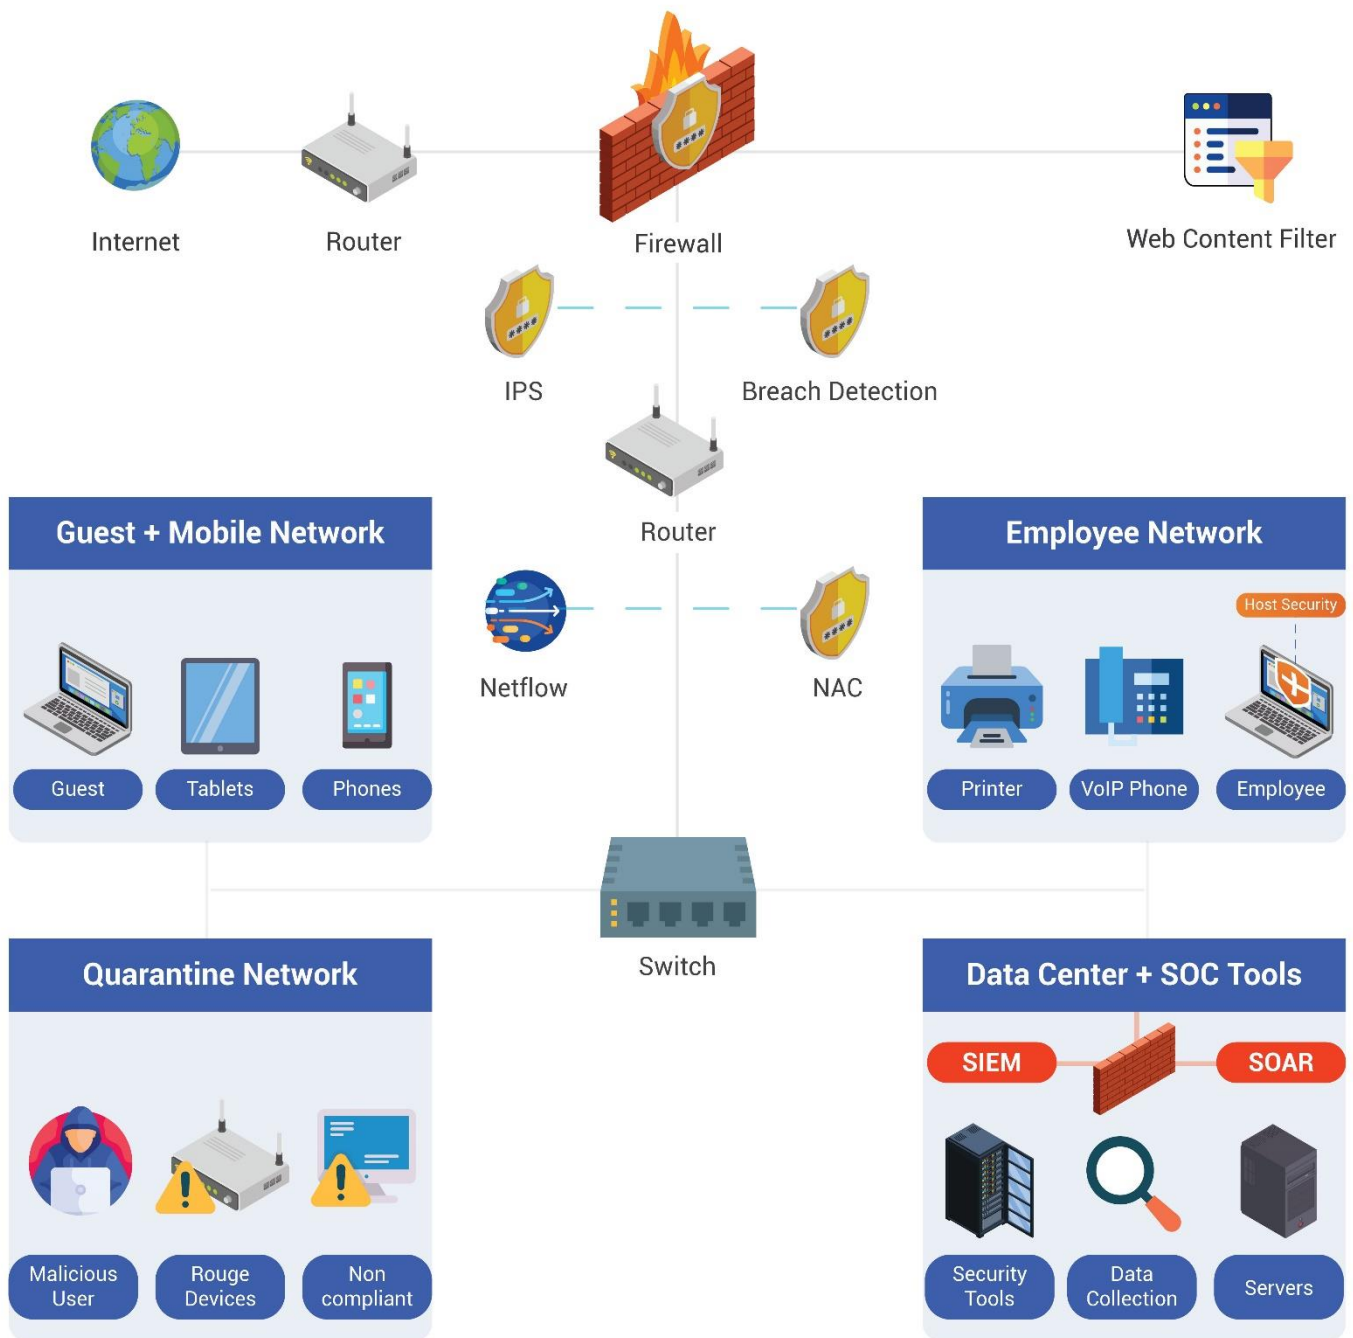 Internet
Router
Firewall
Web Content Filter
IPS
Breach Detection
Router
Guest + Mobile Network
Employee Network
Host Security
Netflow
NAC
Guest
Tablets
Phones
Printer
VoIP Phone
Employee
Switch
Quarantine Network
Data Center + SOC Tools
SIEM
SOAR
Malicious
User
Rouge
Devices
Non
compliant
Security
Tools
Data
Collection
Servers